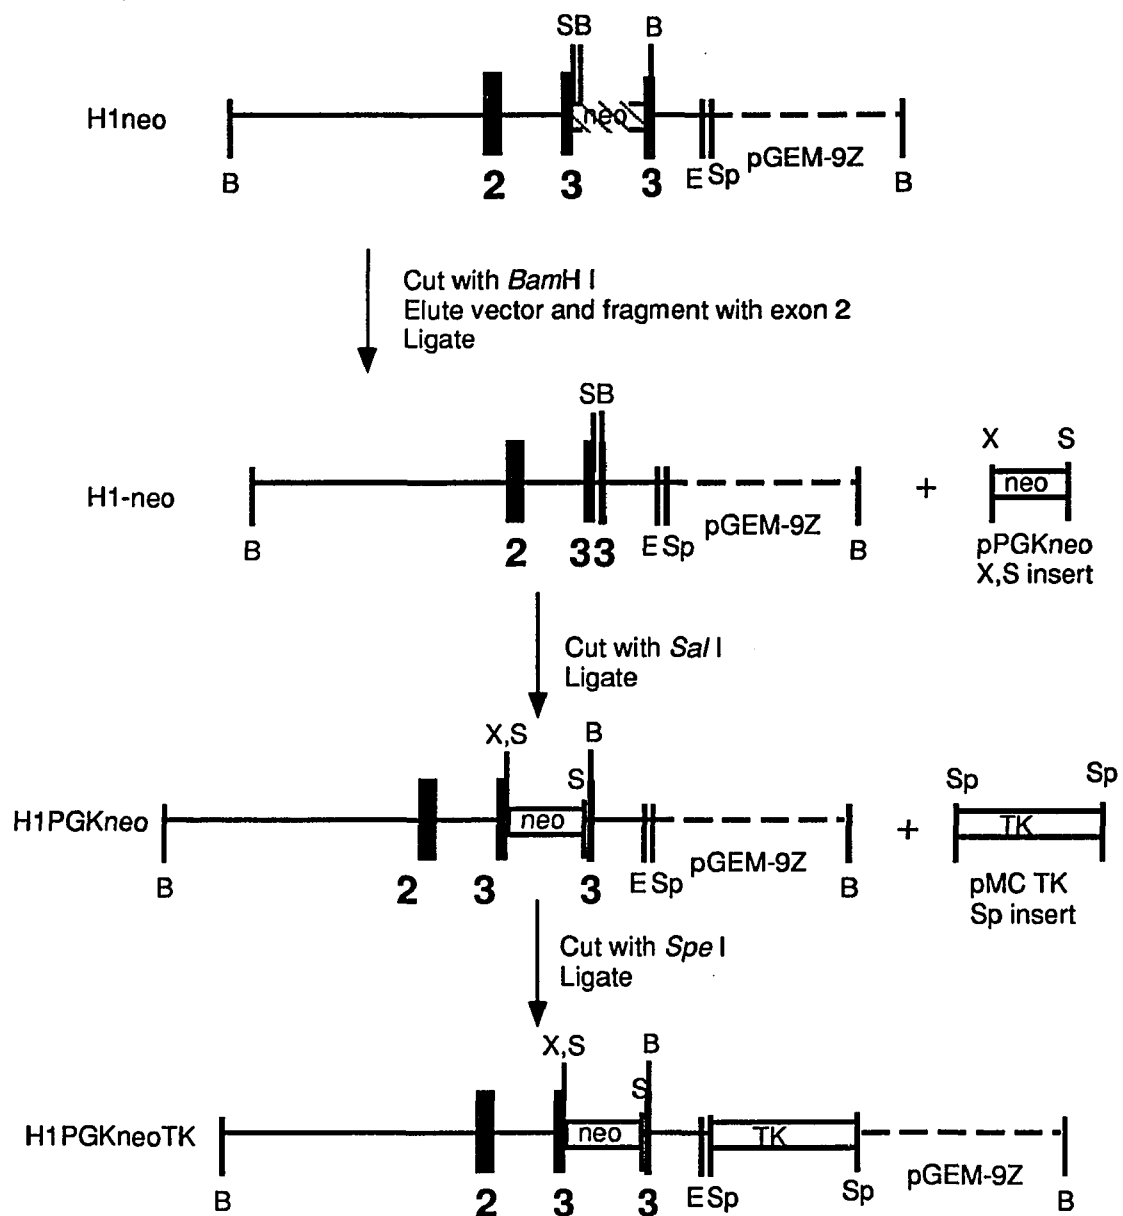 SB B
H1neo
neo
pGEM-9Z
B 2 3 3 E Sp B
Cut with BamH I
Elute vector and fragment with exon 2
Ligate
SB
X S
H1-neo
+
neo
pGEM-9Z
B 2 33 E Sp B
pPGKneo
X,S insert
Cut with Sal I
Ligate
X,S B
S
Sp Sp
H1PGKneo
neo
+
TK
pGEM-9Z
B 2 3 3 E Sp B
pMC TK
Sp insert
Cut with Spe I
Ligate
X,S B
S
H1PGKneoTK
neo
TK
pGEM-9Z
B 2 3 3 E Sp Sp B